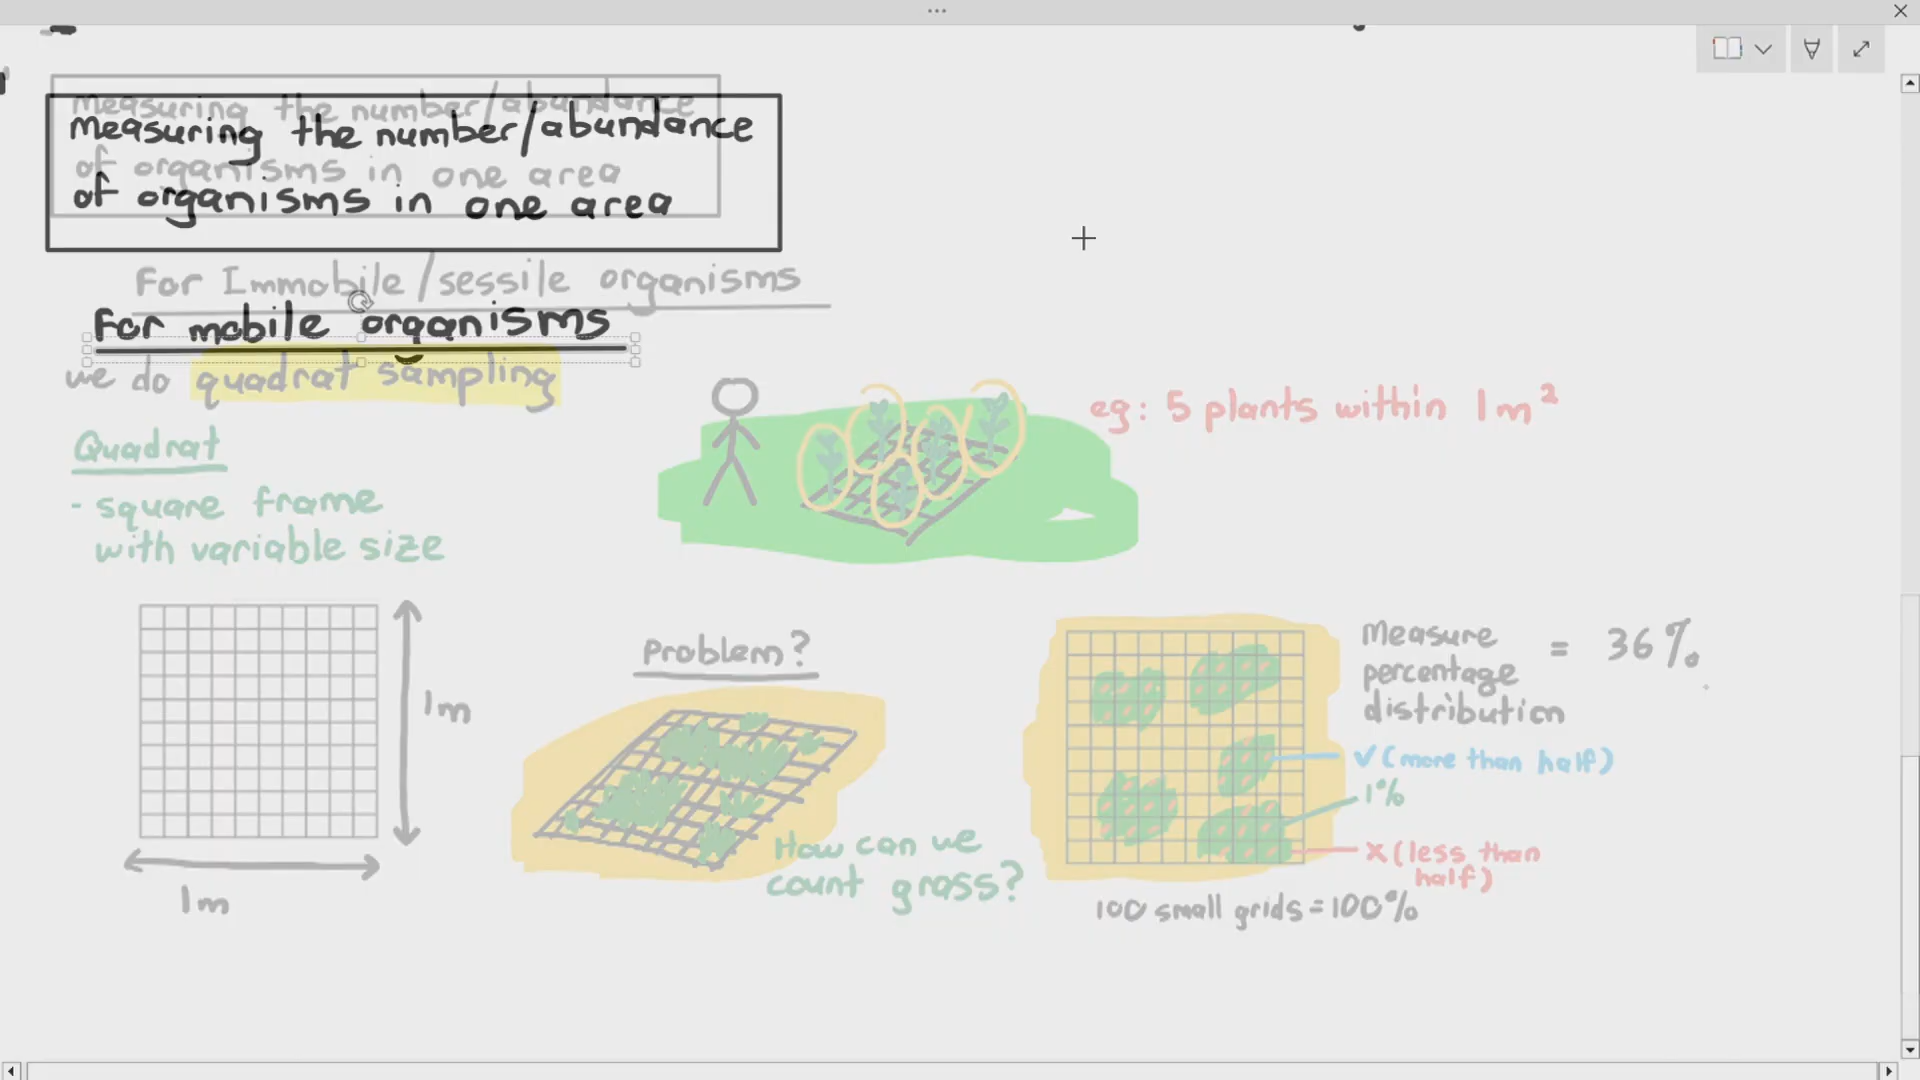 measuring the number/abundance
of organisms in one area
measuring the number/abundance
of organisms in one area
For Immobile/sessile organisms
For mobile organisms
we do quadrat sampling
Quadrat
- square frame
with variable size
eg: 5 plants within 1m²
1m
1m
Problem?
How can we
count grass?
Measure
percentage
distribution
= 36%
✓ (more than half)
1%
x (less than
half)
100 small grids = 100%